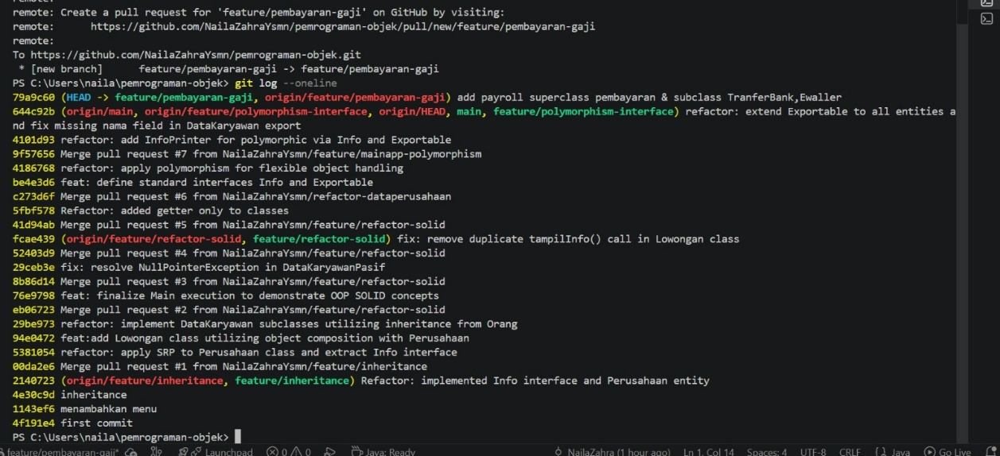 remote:
remote: Create a pull request for 'feature/pembayaran-gaji' on GitHub by visiting:
remote:      https://github.com/NailaZahraYsmn/pemrograman-objek/pull/new/feature/pembayaran-gaji
remote:
To https://github.com/NailaZahraYsmn/pemrograman-objek.git
 * [new branch]      feature/pembayaran-gaji -> feature/pembayaran-gaji
PS C:\Users\naila\pemrograman-objek> git log --oneline
79a9c60 (HEAD -> feature/pembayaran-gaji, origin/feature/pembayaran-gaji) add payroll superclass pembayaran & subclass TranferBank,Ewaller
644c92b (origin/main, origin/feature/polymorphism-interface, origin/HEAD, main, feature/polymorphism-interface) refactor: extend Exportable to all entities a
nd fix missing nama field in DataKaryawan export
4101d93 refactor: add InfoPrinter for polymorphic via Info and Exportable
9f57656 Merge pull request #7 from NailaZahraYsmn/feature/mainapp-polymorphism
4186768 refactor: apply polymorphism for flexible object handling
be4e3d6 feat: define standard interfaces Info and Exportable
c273d6f Merge pull request #6 from NailaZahraYsmn/refactor-dataperusahaan
5fbf578 Refactor: added getter only to classes
41d94ab Merge pull request #5 from NailaZahraYsmn/feature/refactor-solid
fcae439 (origin/feature/refactor-solid, feature/refactor-solid) fix: remove duplicate tampilInfo() call in Lowongan class
52403d9 Merge pull request #4 from NailaZahraYsmn/feature/refactor-solid
29ceb3e fix: resolve NullPointerException in DataKaryawanPasif
8b86d14 Merge pull request #3 from NailaZahraYsmn/feature/refactor-solid
76e9798 feat: finalize Main execution to demonstrate OOP SOLID concepts
eb06723 Merge pull request #2 from NailaZahraYsmn/feature/refactor-solid
29be973 refactor: implement DataKaryawan subclasses utilizing inheritance from Orang
94e0472 feat:add Lowongan class utilizing object composition with Perusahaan
5381054 refactor: apply SRP to Perusahaan class and extract Info interface
00da2e6 Merge pull request #1 from NailaZahraYsmn/feature/inheritance
2140723 (origin/feature/inheritance, feature/inheritance) Refactor: implemented Info interface and Perusahaan entity
4e30c9d inheritance
1143ef6 menambahkan menu
4f191e4 first commit
PS C:\Users\naila\pemrograman-objek>
feature/pembayaran-gaji* Launchpad 0 0 Java: Ready NailaZahra (1 hour ago) Ln 1, Col 14 Spaces: 4 UTF-8 CRLF {} Java Go Live